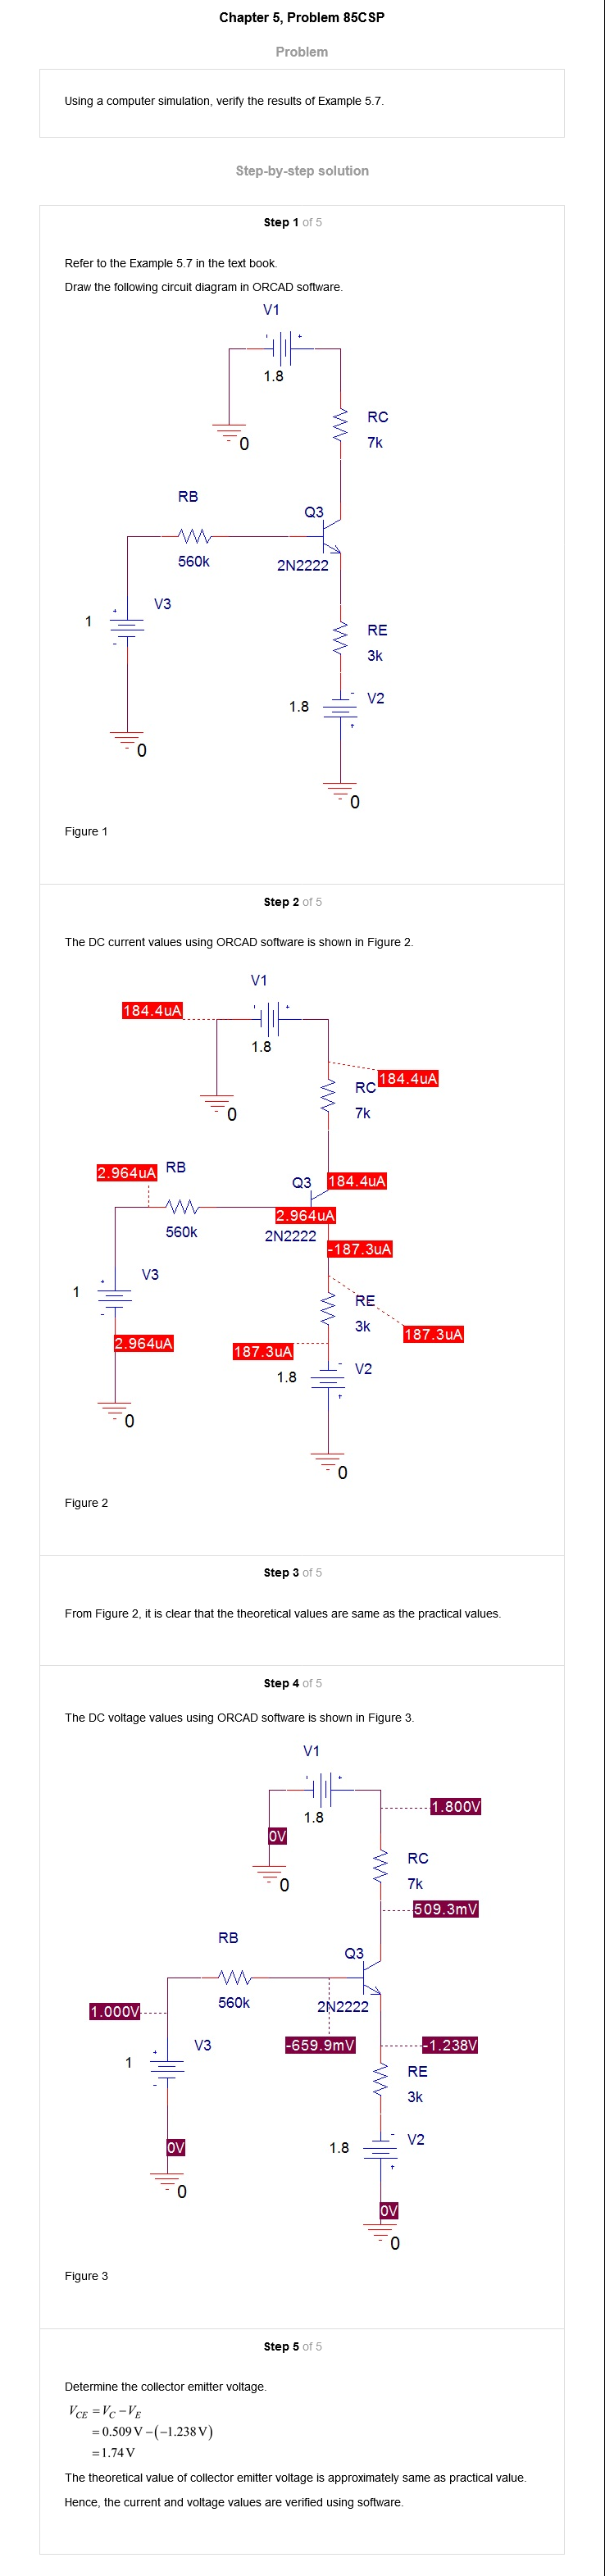 Chapter 5, Problem 85CSP
Problem
Using a computer simulation, verify the results of Example 5.7.
Step-by-step solution
Step 1 of 5
Refer to the Example 5.7 in the text book.
Draw the following circuit diagram in ORCAD software.
V1
1.8
RC
0
7k
RB
Q3
560k
2N2222
V3
1
RE
3k
V2
1.8
0
0
Figure 1
Step 2 of 5
The DC current values using ORCAD software is shown in Figure 2.
V1
184.4uA
1.8
184.4uA
RC
0
7k
RB
2.964uA
Q3
184.4uA
2.964uA
560k
2N2222
-187.3uA
V3
1
RE
3k
187.3uA
2.964uA
187.3uA
V2
1.8
0
0
Figure 2
Step 3 of 5
From Figure 2, it is clear that the theoretical values are same as the practical values.
Step 4 of 5
The DC voltage values using ORCAD software is shown in Figure 3.
V1
1.800V
1.8
0V
RC
0
7k
509.3mV
RB
Q3
560k
2N2222
1.000V
-659.9mV
-1.238V
V3
1
RE
3k
V2
0V
1.8
0
0V
0
Figure 3
Step 5 of 5
Determine the collector emitter voltage.
VCE = VC − VE
= 0.509 V − (−1.238 V)
= 1.74 V
The theoretical value of collector emitter voltage is approximately same as practical value.
Hence, the current and voltage values are verified using software.